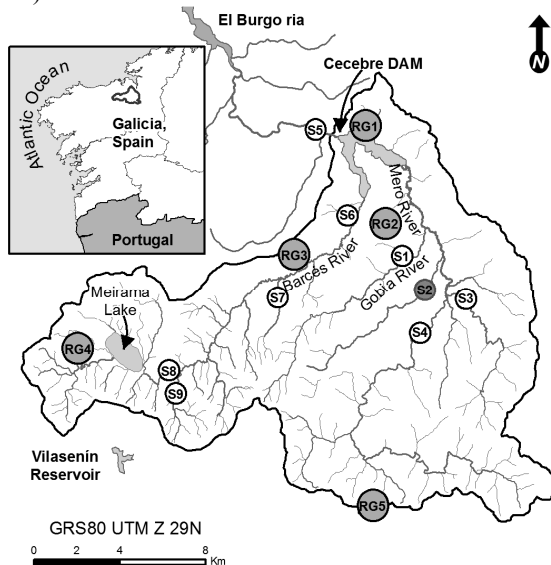 El Burgo ria
Cecebre DAM
N
Atlantic Ocean
Galicia,
Spain
Portugal
S5
RG1
Mero River
S6
RG2
RG3
S1
Barcés River
Gobia River
S2
S3
S7
S4
Meirama
Lake
RG4
S8
S9
Vilasenín
Reservoir
RG5
GRS80 UTM Z 29N
0 2 4 8
Km